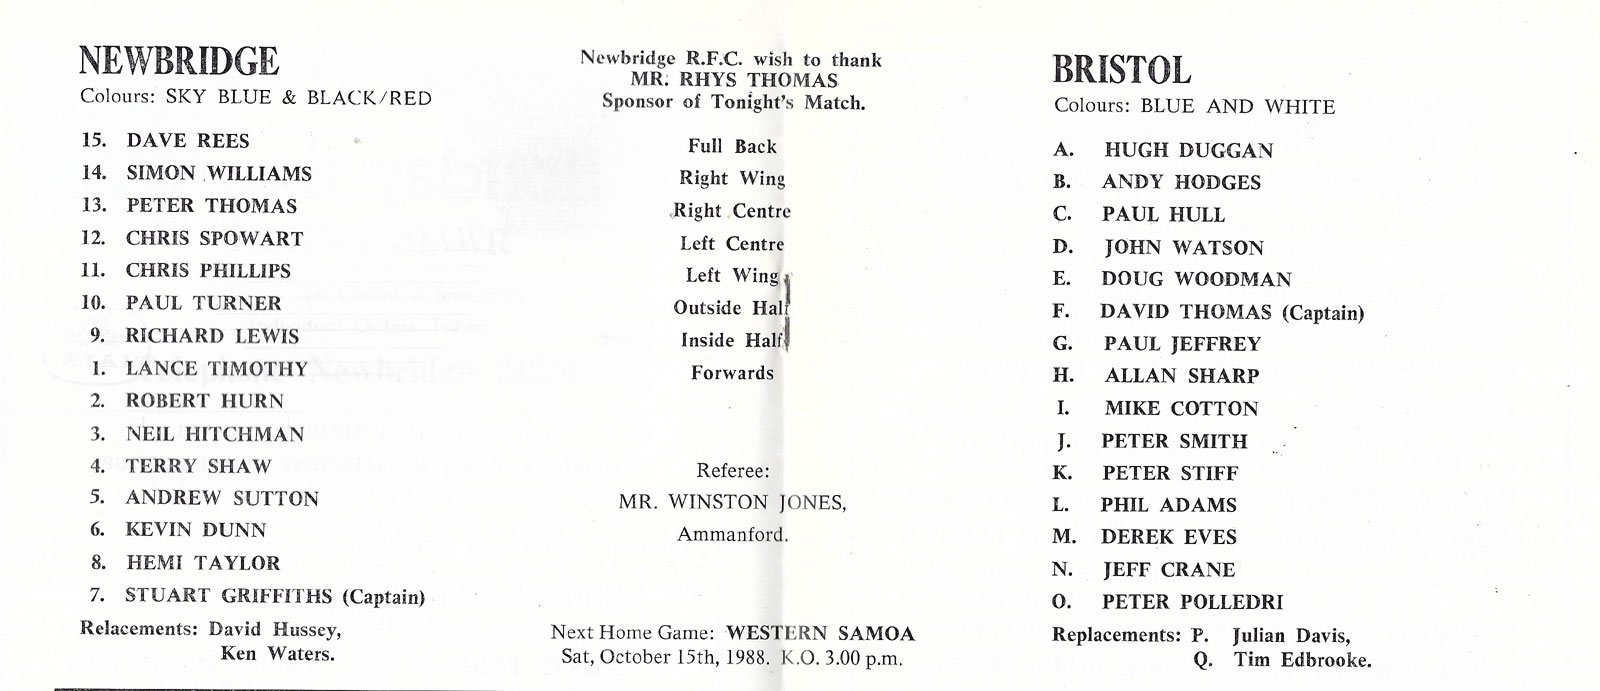 NEWBRIDGE
Colours: SKY BLUE & BLACK/RED
15. DAVE REES
14. SIMON WILLIAMS
13. PETER THOMAS
12. CHRIS SPOWART
11. CHRIS PHILLIPS
10. PAUL TURNER
9. RICHARD LEWIS
1. LANCE TIMOTHY
2. ROBERT HURN
3. NEIL HITCHMAN
4. TERRY SHAW
5. ANDREW SUTTON
6. KEVIN DUNN
8. HEMI TAYLOR
7. STUART GRIFFITHS (Captain)
Relacements: David Hussey,
Ken Waters.
Newbridge R.F.C. wish to thank
MR. RHYS THOMAS
Sponsor of Tonight's Match.
Full Back
Right Wing
Right Centre
Left Centre
Left Wing
Outside Half
Inside Half
Forwards
Referee:
MR. WINSTON JONES,
Ammanford.
Next Home Game: WESTERN SAMOA
Sat, October 15th, 1988. K.O. 3.00 p.m.
BRISTOL
Colours: BLUE AND WHITE
A. HUGH DUGGAN
B. ANDY HODGES
C. PAUL HULL
D. JOHN WATSON
E. DOUG WOODMAN
F. DAVID THOMAS (Captain)
G. PAUL JEFFREY
H. ALLAN SHARP
I. MIKE COTTON
J. PETER SMITH
K. PETER STIFF
L. PHIL ADAMS
M. DEREK EVES
N. JEFF CRANE
O. PETER POLLEDRI
Replacements: P. Julian Davis,
Q. Tim Edbrooke.